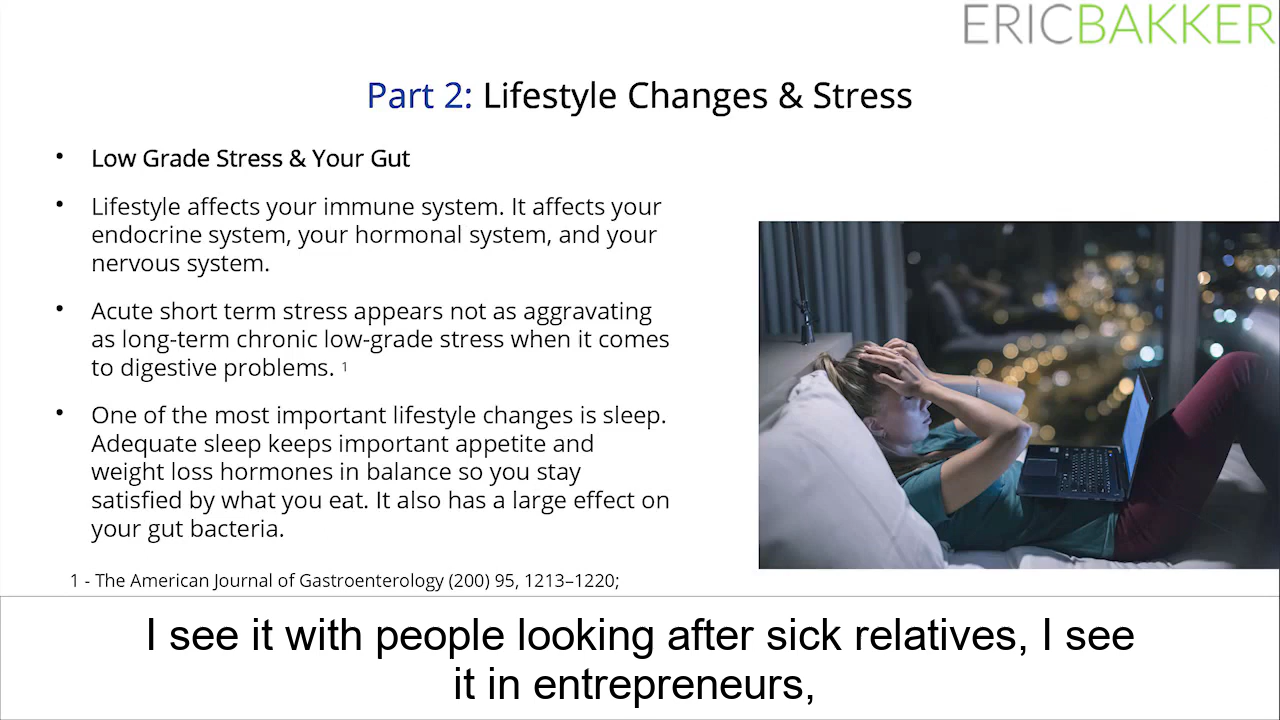 ERICBAKKER
Part 2: Lifestyle Changes & Stress
• Low Grade Stress & Your Gut
• Lifestyle affects your immune system. It affects your
endocrine system, your hormonal system, and your
nervous system.
• Acute short term stress appears not as aggravating
as long-term chronic low-grade stress when it comes
to digestive problems. 1
• One of the most important lifestyle changes is sleep.
Adequate sleep keeps important appetite and
weight loss hormones in balance so you stay
satisfied by what you eat. It also has a large effect on
your gut bacteria.
1 - The American Journal of Gastroenterology (200) 95, 1213–1220;
I see it with people looking after sick relatives, I see
it in entrepreneurs,